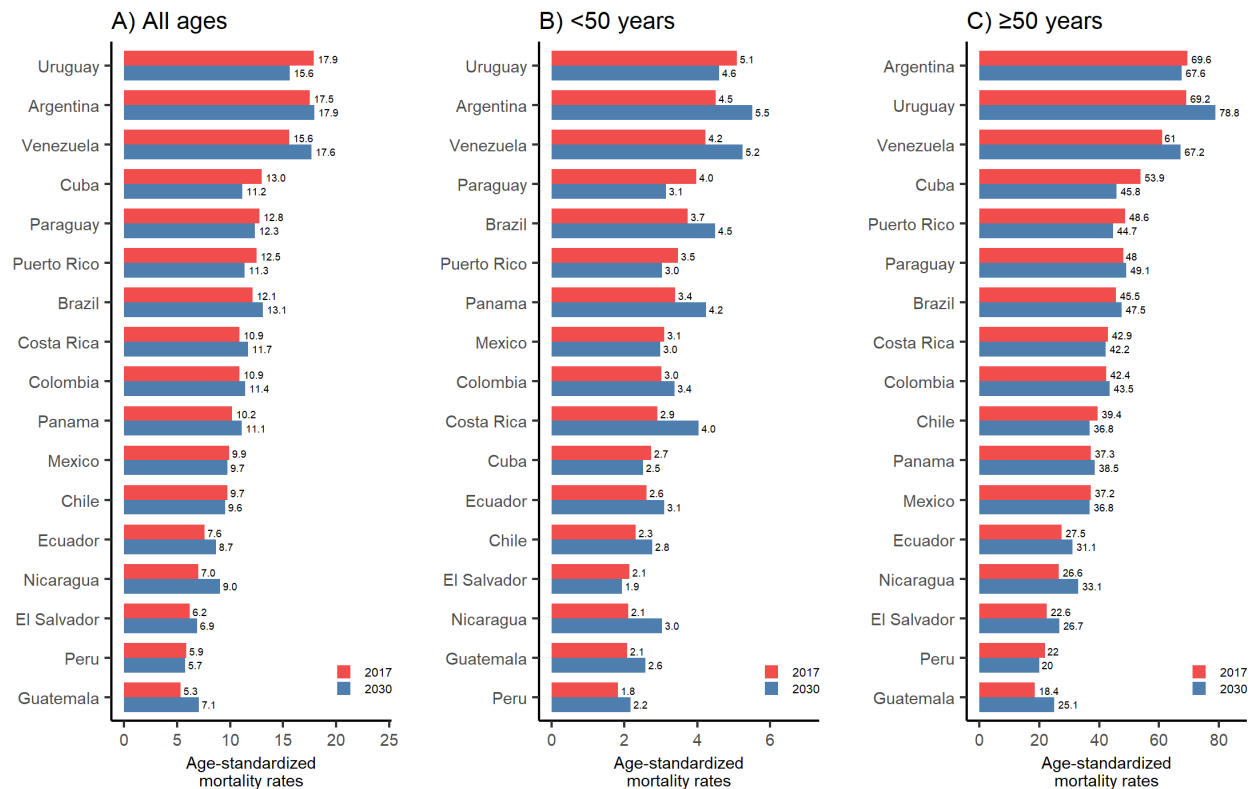 A) All ages
Uruguay 17.9 15.6
Argentina 17.5 17.9
Venezuela 15.6 17.6
Cuba 13.0 11.2
Paraguay 12.8 12.3
Puerto Rico 12.5 11.3
Brazil 12.1 13.1
Costa Rica 10.9 11.7
Colombia 10.9 11.4
Panama 10.2 11.1
Mexico 9.9 9.7
Chile 9.7 9.6
Ecuador 7.6 8.7
Nicaragua 7.0 9.0
El Salvador 6.2 6.9
Peru 5.9 5.7
Guatemala 5.3 7.1
2017
2030
0 5 10 15 20 25
Age-standardized
mortality rates
B) <50 years
Uruguay 5.1 4.6
Argentina 4.5 5.5
Venezuela 4.2 5.2
Paraguay 4.0 3.1
Brazil 3.7 4.5
Puerto Rico 3.5 3.0
Panama 3.4 4.2
Mexico 3.1 3.0
Colombia 3.0 3.4
Costa Rica 2.9 4.0
Cuba 2.7 2.5
Ecuador 2.6 3.1
Chile 2.3 2.8
El Salvador 2.1 1.9
Nicaragua 2.1 3.0
Guatemala 2.1 2.6
Peru 1.8 2.2
2017
2030
0 2 4 6
Age-standardized
mortality rates
C) ≥50 years
Argentina 69.6 67.6
Uruguay 69.2 78.8
Venezuela 61 67.2
Cuba 53.9 45.8
Puerto Rico 48.6 44.7
Paraguay 48 49.1
Brazil 45.5 47.5
Costa Rica 42.9 42.2
Colombia 42.4 43.5
Chile 39.4 36.8
Panama 37.3 38.5
Mexico 37.2 36.8
Ecuador 27.5 31.1
Nicaragua 26.6 33.1
El Salvador 22.6 26.7
Peru 22 20
Guatemala 18.4 25.1
2017
2030
0 20 40 60 80
Age-standardized
mortality rates